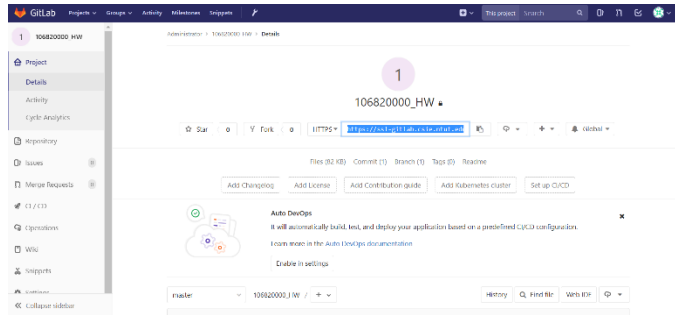 GitLab Projects Groups Activity Milestones Snippets This project Search
1 106820000 HW
Administrator > 106820000 HW > Details
Project
Details
Activity
Cycle Analytics
Repository
Issues 0
Merge Requests 0
CI / CD
Operations
Wiki
Snippets
Settings
Collapse sidebar
1
106820000_HW
Star 0 Fork 0 HTTPS Global
Files (82 KB) Commit (1) Branch (1) Tags (0) Readme
Add Changelog Add License Add Contribution guide Add Kubernetes cluster Set up CI/CD
Auto DevOps
It will automatically build, test, and deploy your application based on a predefined CI/CD configuration.
Learn more in the Auto DevOps documentation
Enable in settings
master 106820000_HW / + History Find file Web IDE